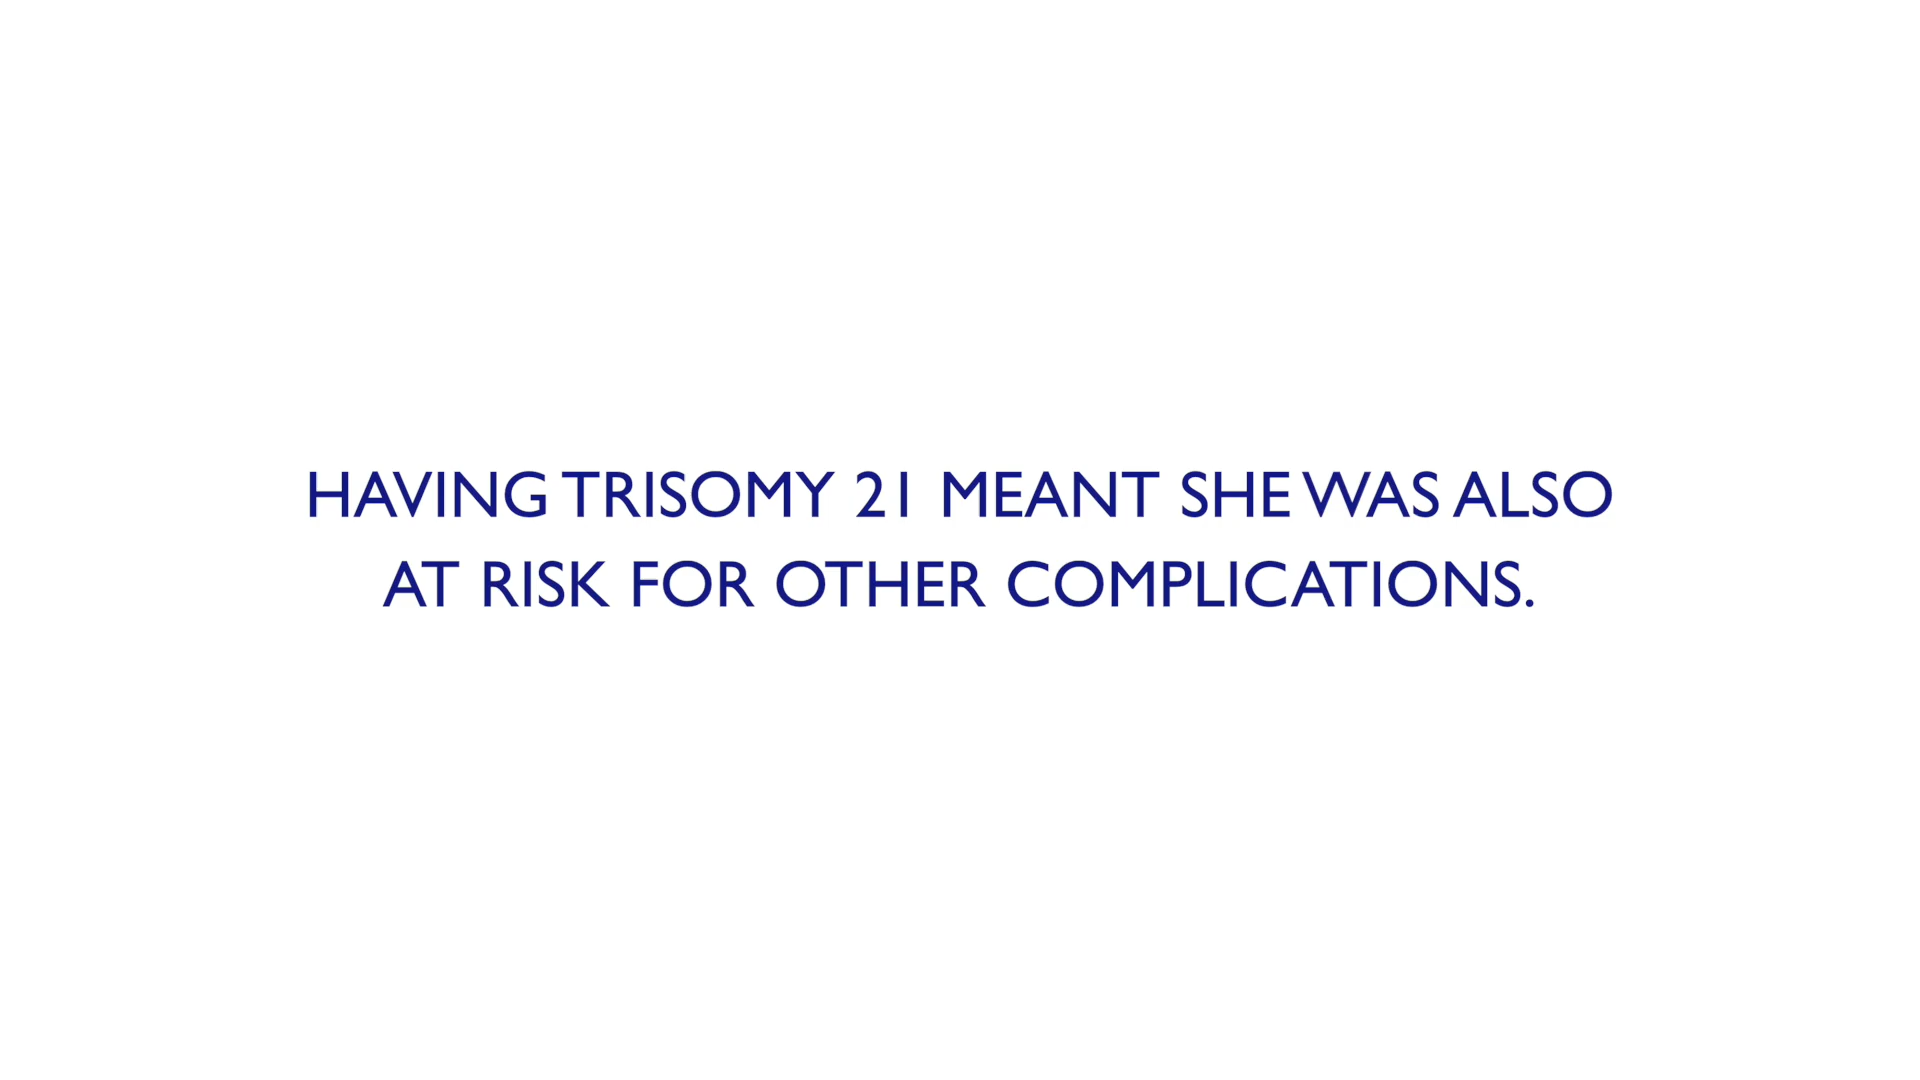 HAVING TRISOMY 21 MEANT SHE WAS ALSO
AT RISK FOR OTHER COMPLICATIONS.